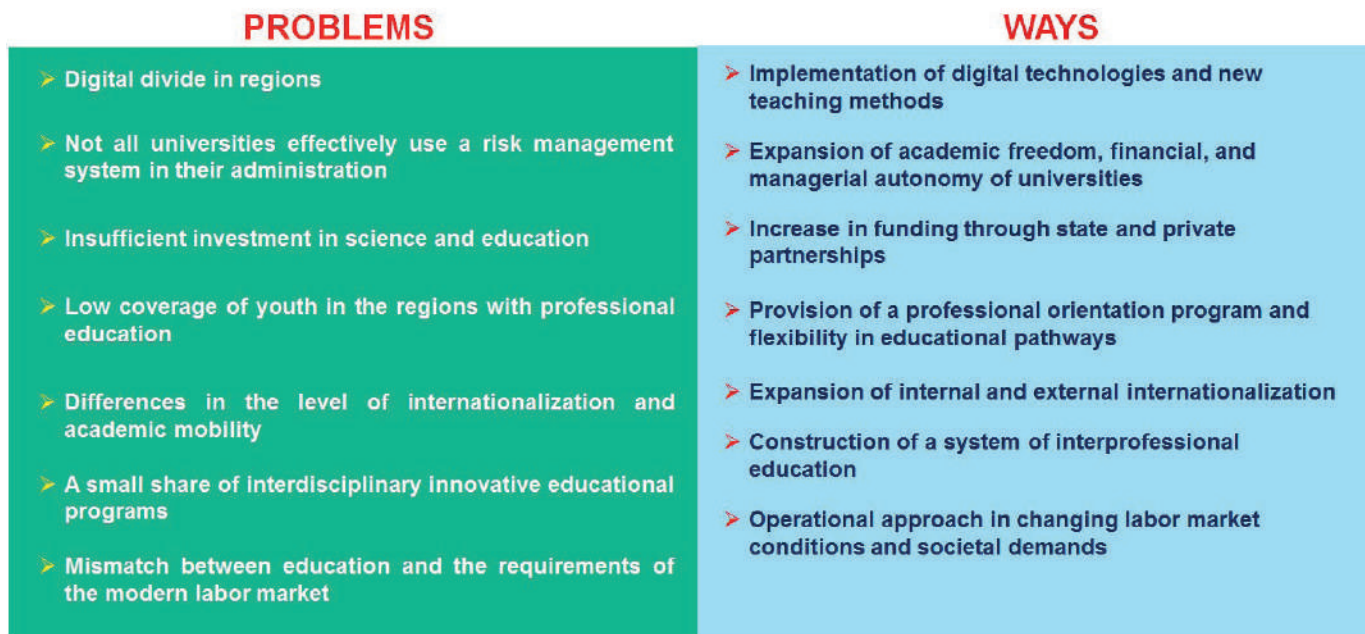 PROBLEMS
Digital divide in regions
Not all universities effectively use a risk management
system in their administration
Insufficient investment in science and education
Low coverage of youth in the regions with professional
education
Differences in the level of internationalization and
academic mobility
A small share of interdisciplinary innovative educational
programs
Mismatch between education and the requirements of
the modern labor market
WAYS
Implementation of digital technologies and new
teaching methods
Expansion of academic freedom, financial, and
managerial autonomy of universities
Increase in funding through state and private
partnerships
Provision of a professional orientation program and
flexibility in educational pathways
Expansion of internal and external internationalization
Construction of a system of interprofessional
education
Operational approach in changing labor market
conditions and societal demands